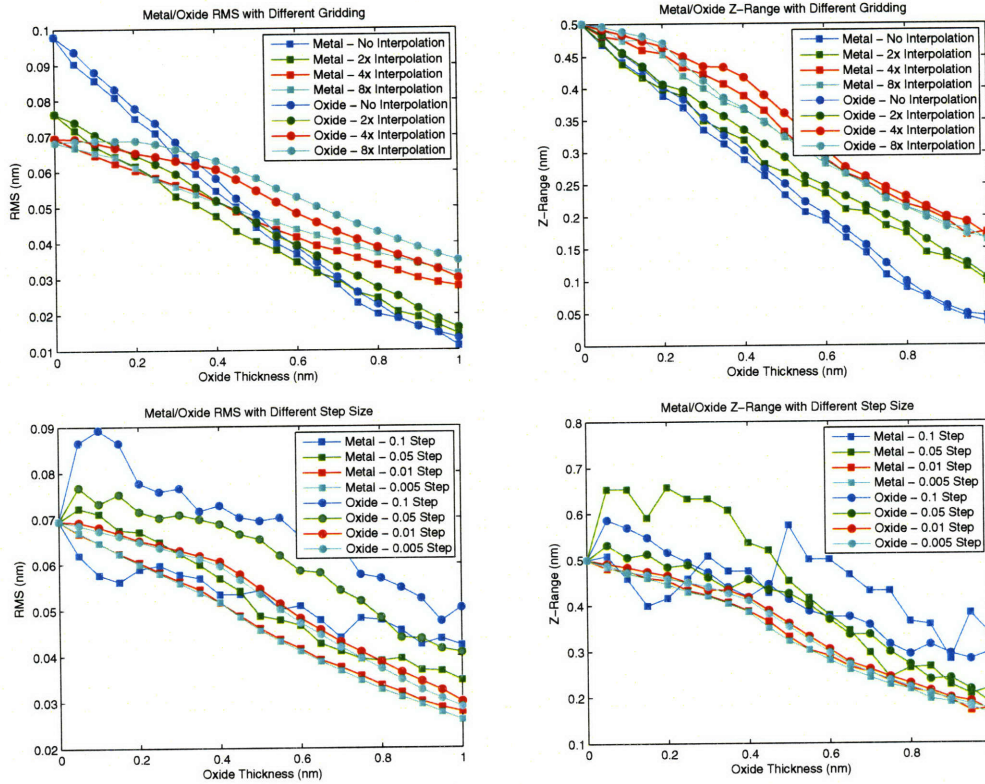 Metal/Oxide RMS with Different Gridding
0.1
0.09
0.08
0.07
0.06
0.05
0.04
0.03
0.02
0.01
0
0.2
0.4
0.6
0.8
1
RMS (nm)
Oxide Thickness (nm)
Metal – No Interpolation
Metal – 2x Interpolation
Metal – 4x Interpolation
Metal – 8x Interpolation
Oxide – No Interpolation
Oxide – 2x Interpolation
Oxide – 4x Interpolation
Oxide – 8x Interpolation
Metal/Oxide Z–Range with Different Gridding
0.5
0.45
0.4
0.35
0.3
0.25
0.2
0.15
0.1
0.05
0
0
0.2
0.4
0.6
0.8
Z–Range (nm)
Oxide Thickness (nm)
Metal – No Interpolation
Metal – 2x Interpolation
Metal – 4x Interpolation
Metal – 8x Interpolation
Oxide – No Interpolation
Oxide – 2x Interpolation
Oxide – 4x Interpolation
Oxide – 8x Interpolation
Metal/Oxide RMS with Different Step Size
0.09
0.08
0.07
0.06
0.05
0.04
0.03
0.02
0
0.2
0.4
0.6
0.8
1
RMS (nm)
Oxide Thickness (nm)
Metal – 0.1 Step
Metal – 0.05 Step
Metal – 0.01 Step
Metal – 0.005 Step
Oxide – 0.1 Step
Oxide – 0.05 Step
Oxide – 0.01 Step
Oxide – 0.005 Step
Metal/Oxide Z–Range with Different Step Size
0.8
0.7
0.6
0.5
0.4
0.3
0.2
0.1
0
0.2
0.4
0.6
0.8
Z–Range (nm)
Oxide Thickness (nm)
Metal – 0.1 Step
Metal – 0.05 Step
Metal – 0.01 Step
Metal – 0.005 Step
Oxide – 0.1 Step
Oxide – 0.05 Step
Oxide – 0.01 Step
Oxide – 0.005 Step